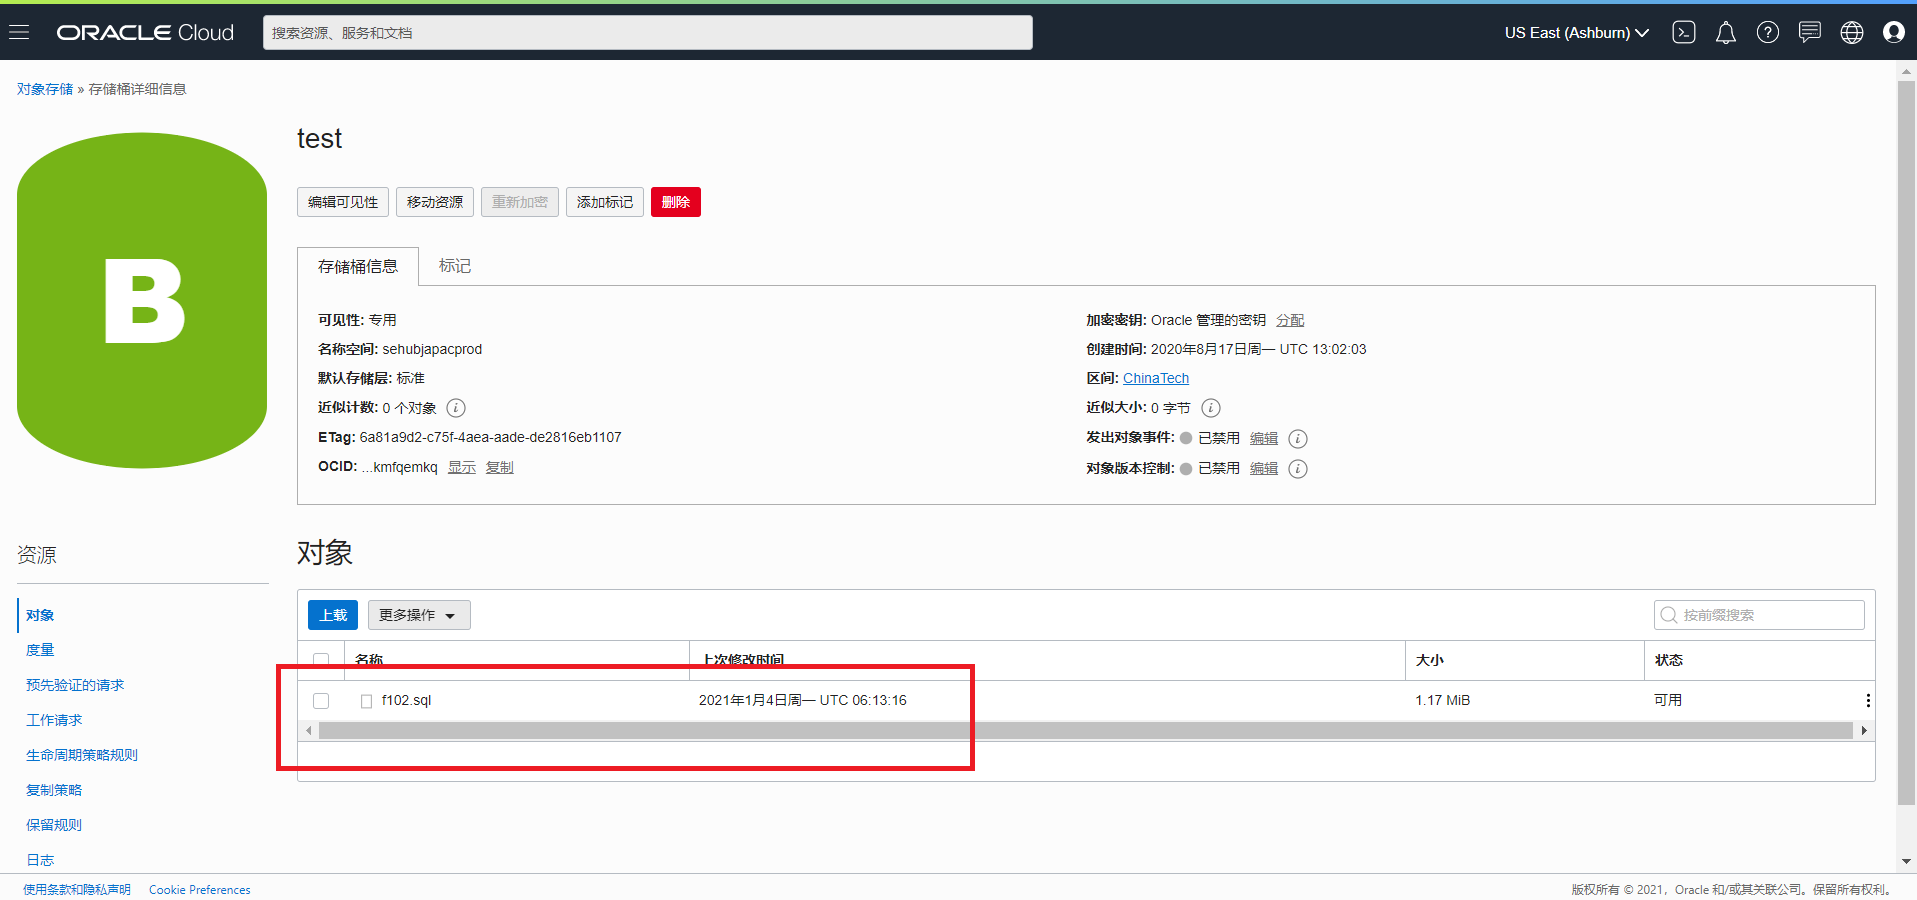 ORACLE Cloud
搜索资源、服务和文档
US East (Ashburn)
对象存储 » 存储桶详细信息
B
test
编辑可见性 移动资源 重新加密 添加标记 删除
存储桶信息 标记
可见性: 专用
名称空间: sehubjapacprod
默认存储层: 标准
近似计数: 0 个对象
ETag: 6a81a9d2-c75f-4aea-aade-de2816eb1107
OCID: ...kmfqemkq 显示 复制
加密密钥: Oracle 管理的密钥 分配
创建时间: 2020年8月17日周一 UTC 13:02:03
区间: ChinaTech
近似大小: 0 字节
发出对象事件: 已禁用 编辑
对象版本控制: 已禁用 编辑
资源
对象
度量
预先验证的请求
工作请求
生命周期策略规则
复制策略
保留规则
日志
对象
上载 更多操作 按前缀搜索
名称 上次修改时间 大小 状态
f102.sql 2021年1月4日周一 UTC 06:13:16 1.17 MiB 可用
使用条款和隐私声明 Cookie Preferences
版权所有 © 2021，Oracle 和/或其关联公司。保留所有权利。